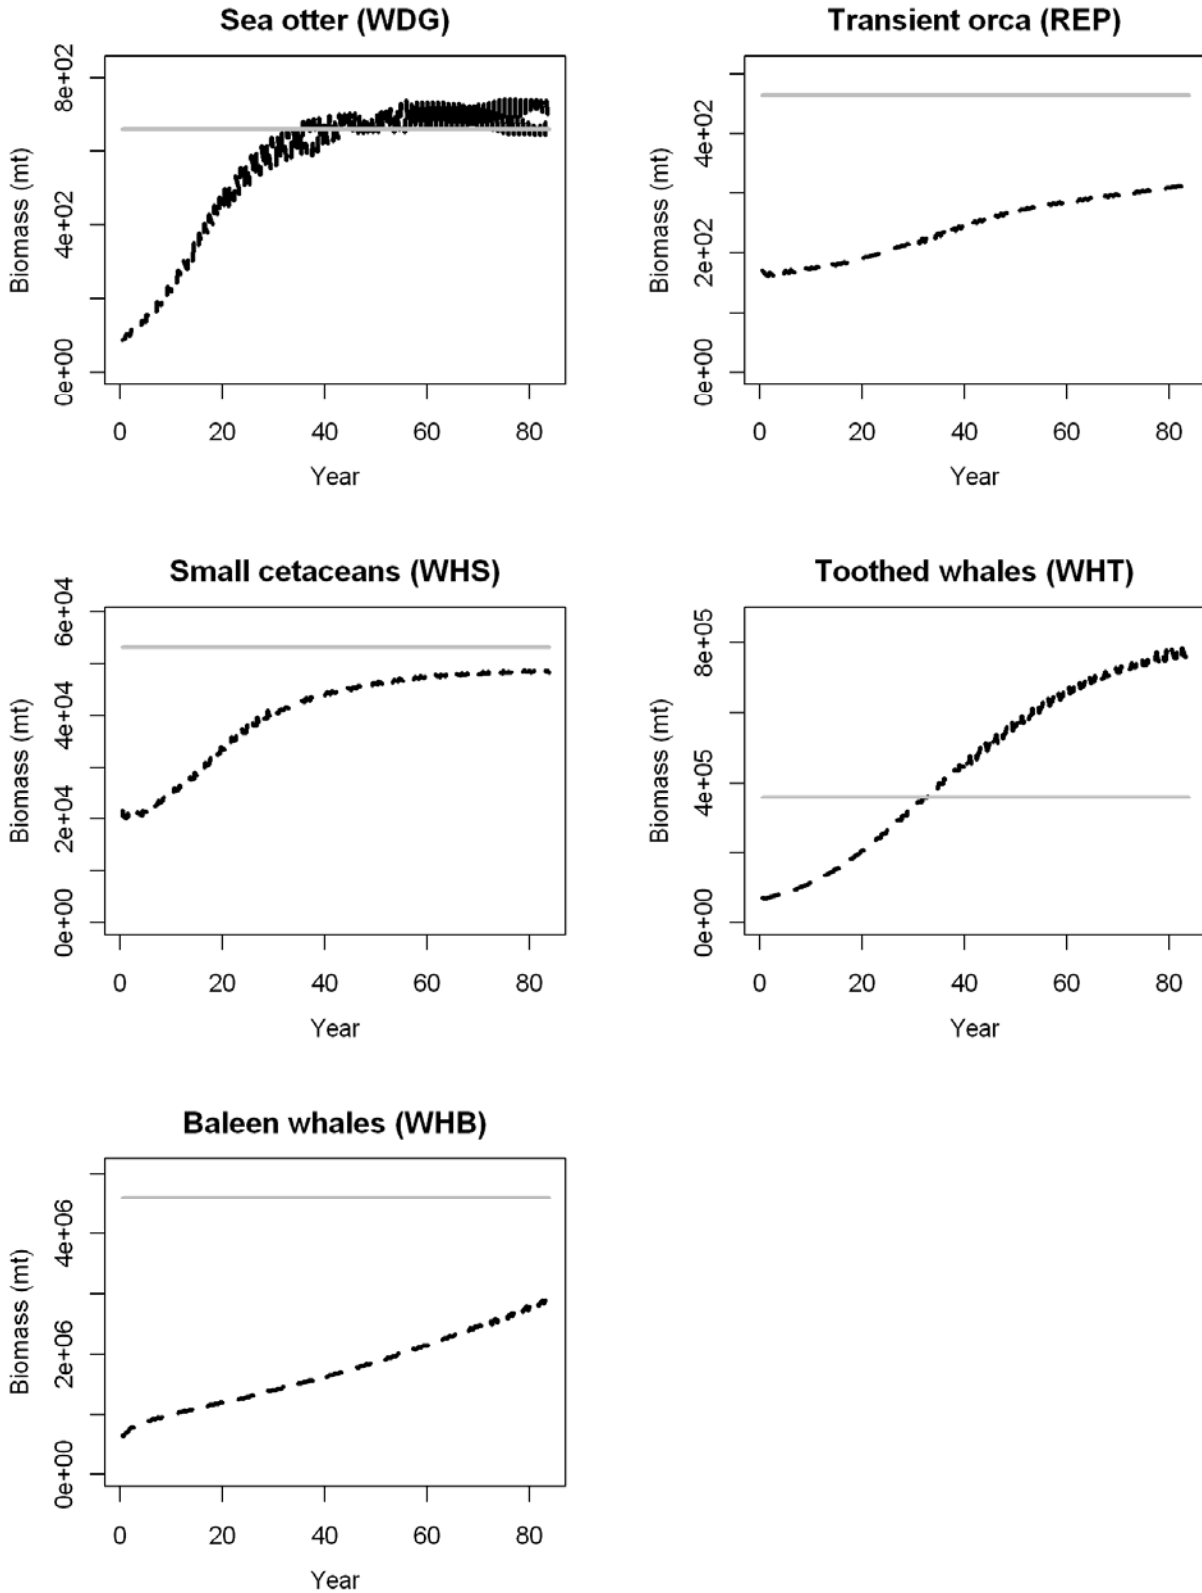 Sea otter (WDG)
Biomass (mt)
8e+02
4e+02
0e+00
0 20 40 60 80
Year
Transient orca (REP)
Biomass (mt)
4e+02
2e+02
0e+00
0 20 40 60 80
Year
Small cetaceans (WHS)
Biomass (mt)
6e+04
4e+04
2e+04
0e+00
0 20 40 60 80
Year
Toothed whales (WHT)
Biomass (mt)
8e+05
4e+05
0e+00
0 20 40 60 80
Year
Baleen whales (WHB)
Biomass (mt)
4e+06
2e+06
0e+00
0 20 40 60 80
Year